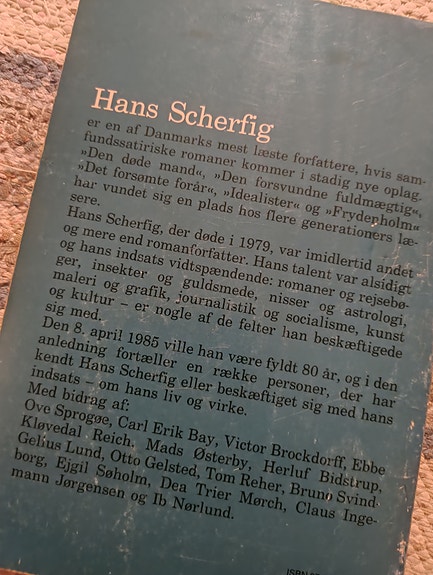 Hans Scherfig
er en af Danmarks mest læste forfattere, hvis sam-
fundssatiriske romaner kommer i stadig nye oplag.
»Den døde mand«, »Den forsvundne fuldmægtig«,
»Det forsømte forår«, »Idealister« og »Frydenholm«
har vundet sig en plads hos flere generationers læ-
sere.
Hans Scherfig, der døde i 1979, var imidlertid andet
og mere end romanforfatter. Hans talent var alsidigt
og hans indsats vidtspændende: romaner og rejsebø-
ger, insekter og guldsmede, nisser og astrologi,
maleri og grafik, journalistik og socialisme, kunst
og kultur – er nogle af de felter han beskæftigede
sig med.
Den 8. april 1985 ville han være fyldt 80 år, og i den
anledning fortæller en række personer, der har
kendt Hans Scherfig eller beskæftiget sig med hans
indsats – om hans liv og virke.
Med bidrag af:
Ove Sprogøe, Carl Erik Bay, Victor Brockdorff, Ebbe
Kløvedal Reich, Mads Østerby, Herluf Bidstrup,
Gelius Lund, Otto Gelsted, Tom Reher, Bruno Svind-
borg, Ejgil Søholm, Dea Trier Mørch, Claus Inge-
mann Jørgensen og Ib Nørlund.
ISBN